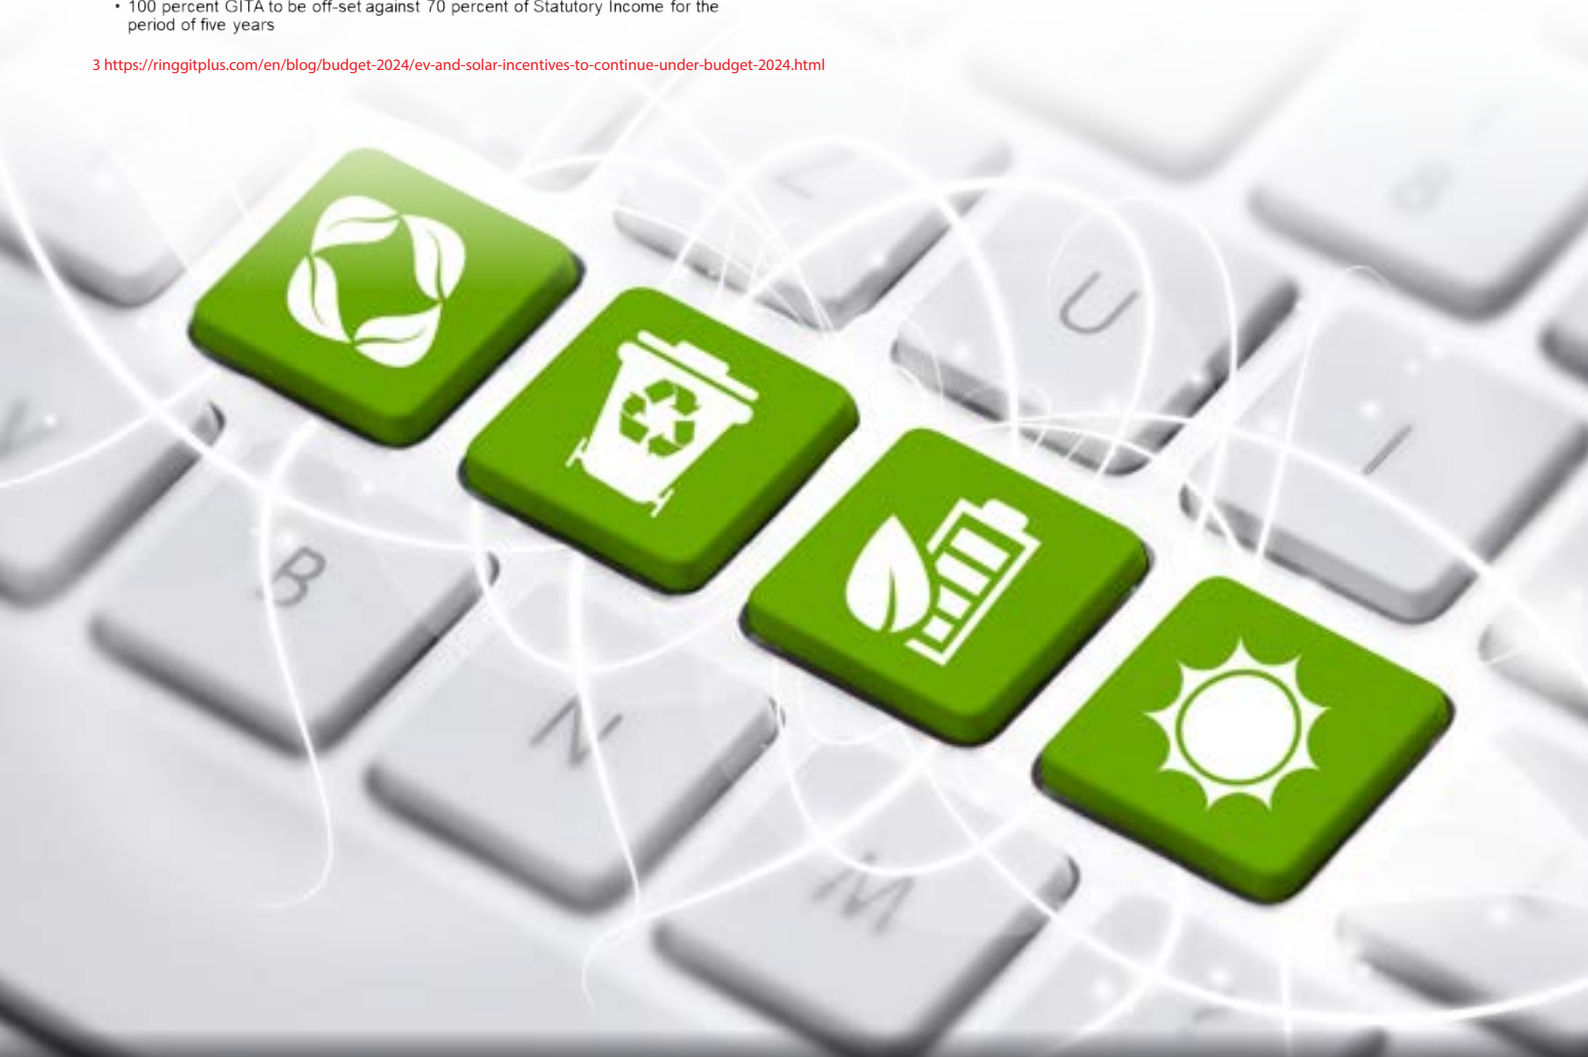 • 100 percent GITA to be off-set against 70 percent of Statutory Income for the
period of five years
3 https://ringgitplus.com/en/blog/budget-2024/ev-and-solar-incentives-to-continue-under-budget-2024.html
U
8
I
B
N
M